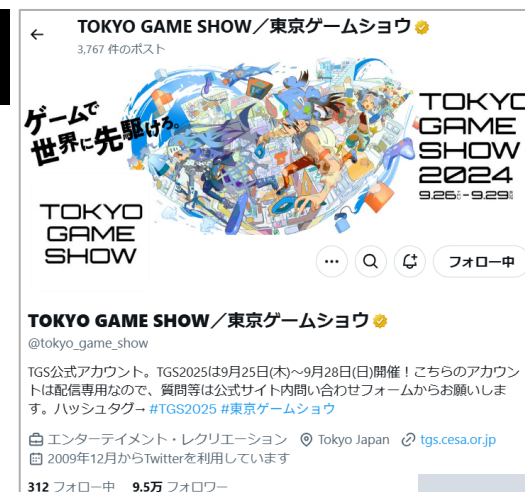 TOKYO GAME SHOW／東京ゲームショウ
3,767 件のポスト
ゲームで
世界に先駆けろ。
TOKYO
GAME
SHOW
2024
9.26木-9.29日
TOKYO
GAME
SHOW
フォロー中
TOKYO GAME SHOW／東京ゲームショウ
@tokyo_game_show
TGS公式アカウント。TGS2025は9月25日(木)～9月28日(日)開催！こちらのアカウン
トは配信専用なので、質問等は公式サイト内問い合わせフォームからお願いしま
す。ハッシュタグ→ #TGS2025 #東京ゲームショウ
エンターテイメント・レクリエーション Tokyo Japan tgs.cesa.or.jp
2009年12月からTwitterを利用しています
312 フォロー中 9.5万 フォロワー